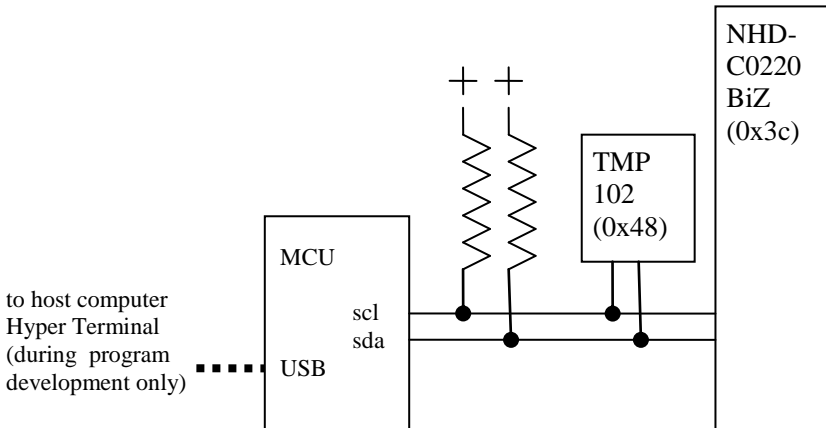 NHD-
C0220
BiZ
(0x3c)
TMP
102
(0x48)
MCU
scl
sda
USB
to host computer
Hyper Terminal
(during program
development only)